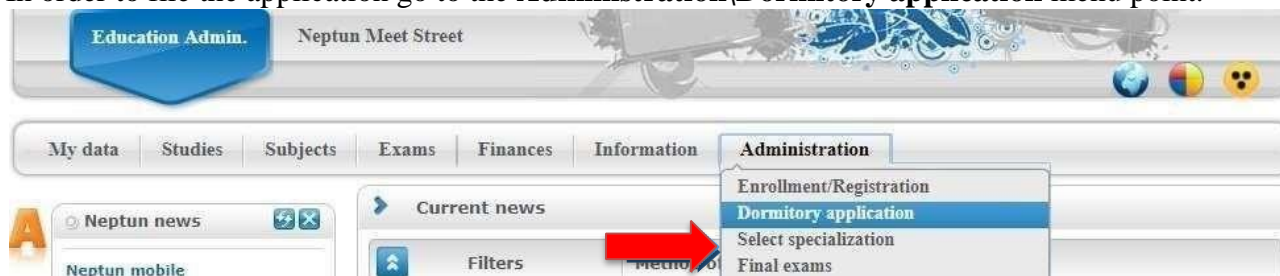 In order to file the application go to the Administration\Dormitory application menu point.
Education Admin. Neptun Meet Street
My data Studies Subjects Exams Finances Information Administration
Enrollment/Registration
Dormitory application
Select specialization
Final exams
Neptun news
Neptun mobile
Current news
Filters